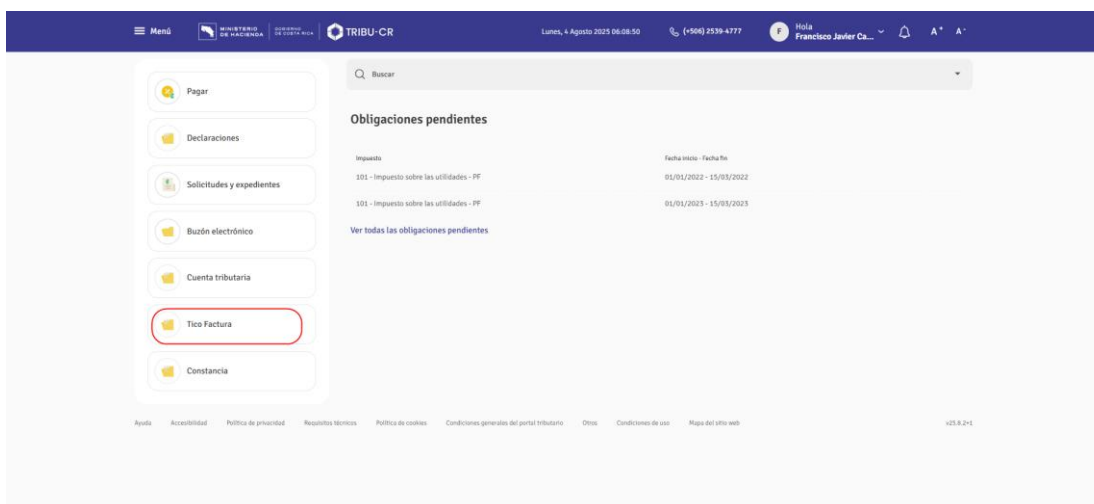 Menú
MINISTERIO DE HACIENDA
GOBIERNO DE COSTA RICA
TRIBU-CR
Lunes, 4 Agosto 2025 06:08:50
(+506) 2539-4777
F
Hola
Francisco Javier Ca...
A+ A-
Buscar
Pagar
Declaraciones
Solicitudes y expedientes
Buzón electrónico
Cuenta tributaria
Tico Factura
Constancia
Obligaciones pendientes
Impuesto Fecha inicio - Fecha fin
101 - Impuesto sobre las utilidades - PF 01/01/2022 - 15/03/2022
101 - Impuesto sobre las utilidades - PF 01/01/2023 - 15/03/2023
Ver todas las obligaciones pendientes
Ayuda Accesibilidad Política de privacidad Requisitos técnicos Política de cookies Condiciones generales del portal tributario Otros Condiciones de uso Mapa del sitio web v25.8.2+1